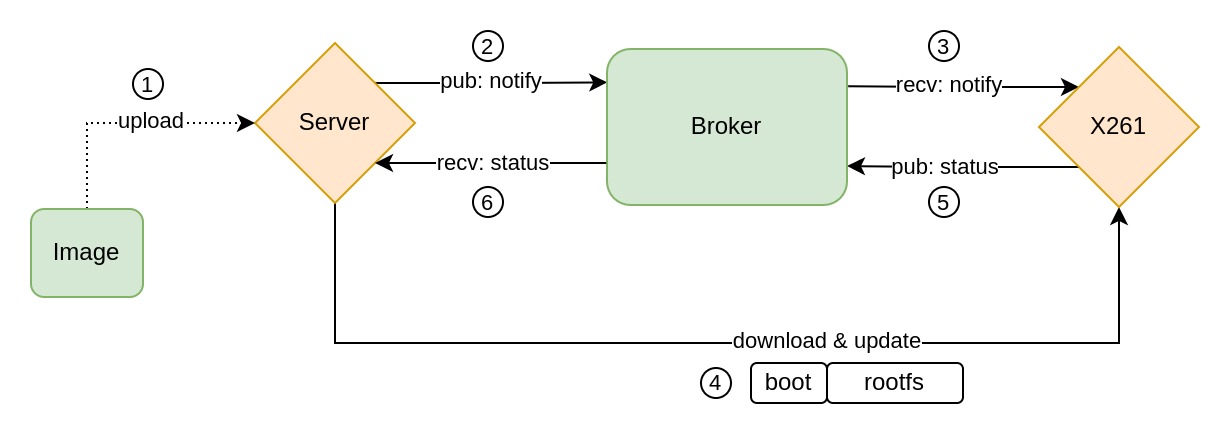 1
upload
Image
Server
2
pub: notify
recv: status
6
Broker
3
recv: notify
pub: status
5
X261
download & update
4
boot
rootfs